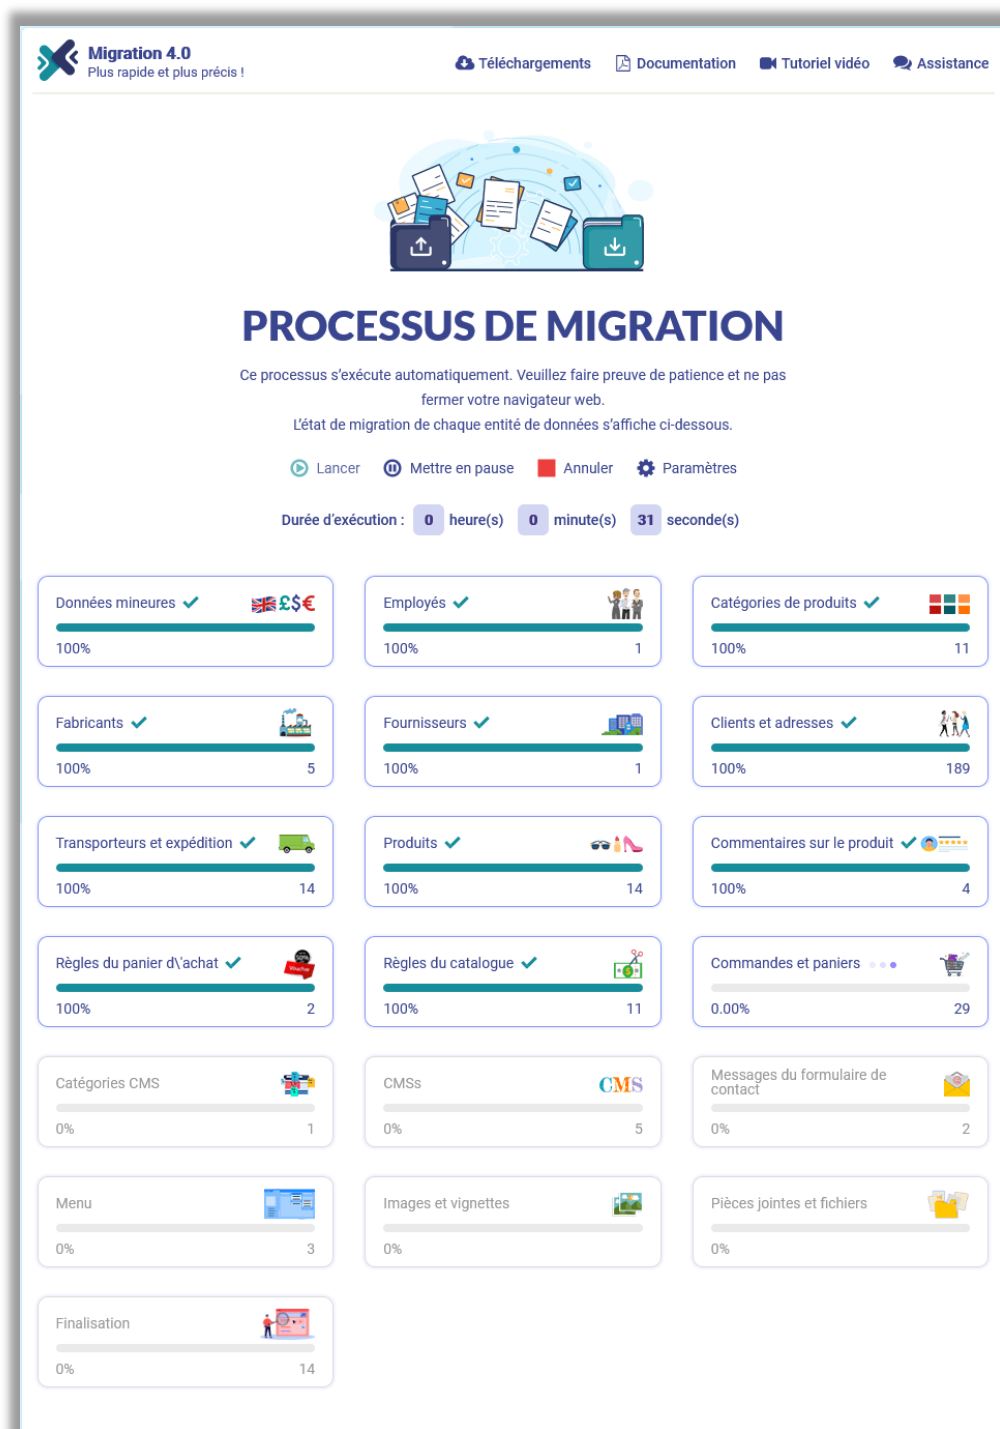 Migration 4.0
Plus rapide et plus précis !
Téléchargements Documentation Tutoriel vidéo Assistance
PROCESSUS DE MIGRATION
Ce processus s’exécute automatiquement. Veuillez faire preuve de patience et ne pas
fermer votre navigateur web.
L’état de migration de chaque entité de données s’affiche ci-dessous.
Lancer Mettre en pause Annuler Paramètres
Durée d’exécution : 0 heure(s) 0 minute(s) 31 seconde(s)
Données mineures £$€
100%
Employés
100% 1
Catégories de produits
100% 11
Fabricants
100% 5
Fournisseurs
100% 1
Clients et adresses
100% 189
Transporteurs et expédition
100% 14
Produits
100% 14
Commentaires sur le produit
100% 4
Règles du panier d\'achat
Voucher
100% 2
Règles du catalogue
$
100% 11
Commandes et paniers
0.00% 29
Catégories CMS
0% 1
CMSs CMS
0% 5
Messages du formulaire de
contact
@
0% 2
Menu
0% 3
Images et vignettes
0%
Pièces jointes et fichiers
0%
Finalisation
0% 14